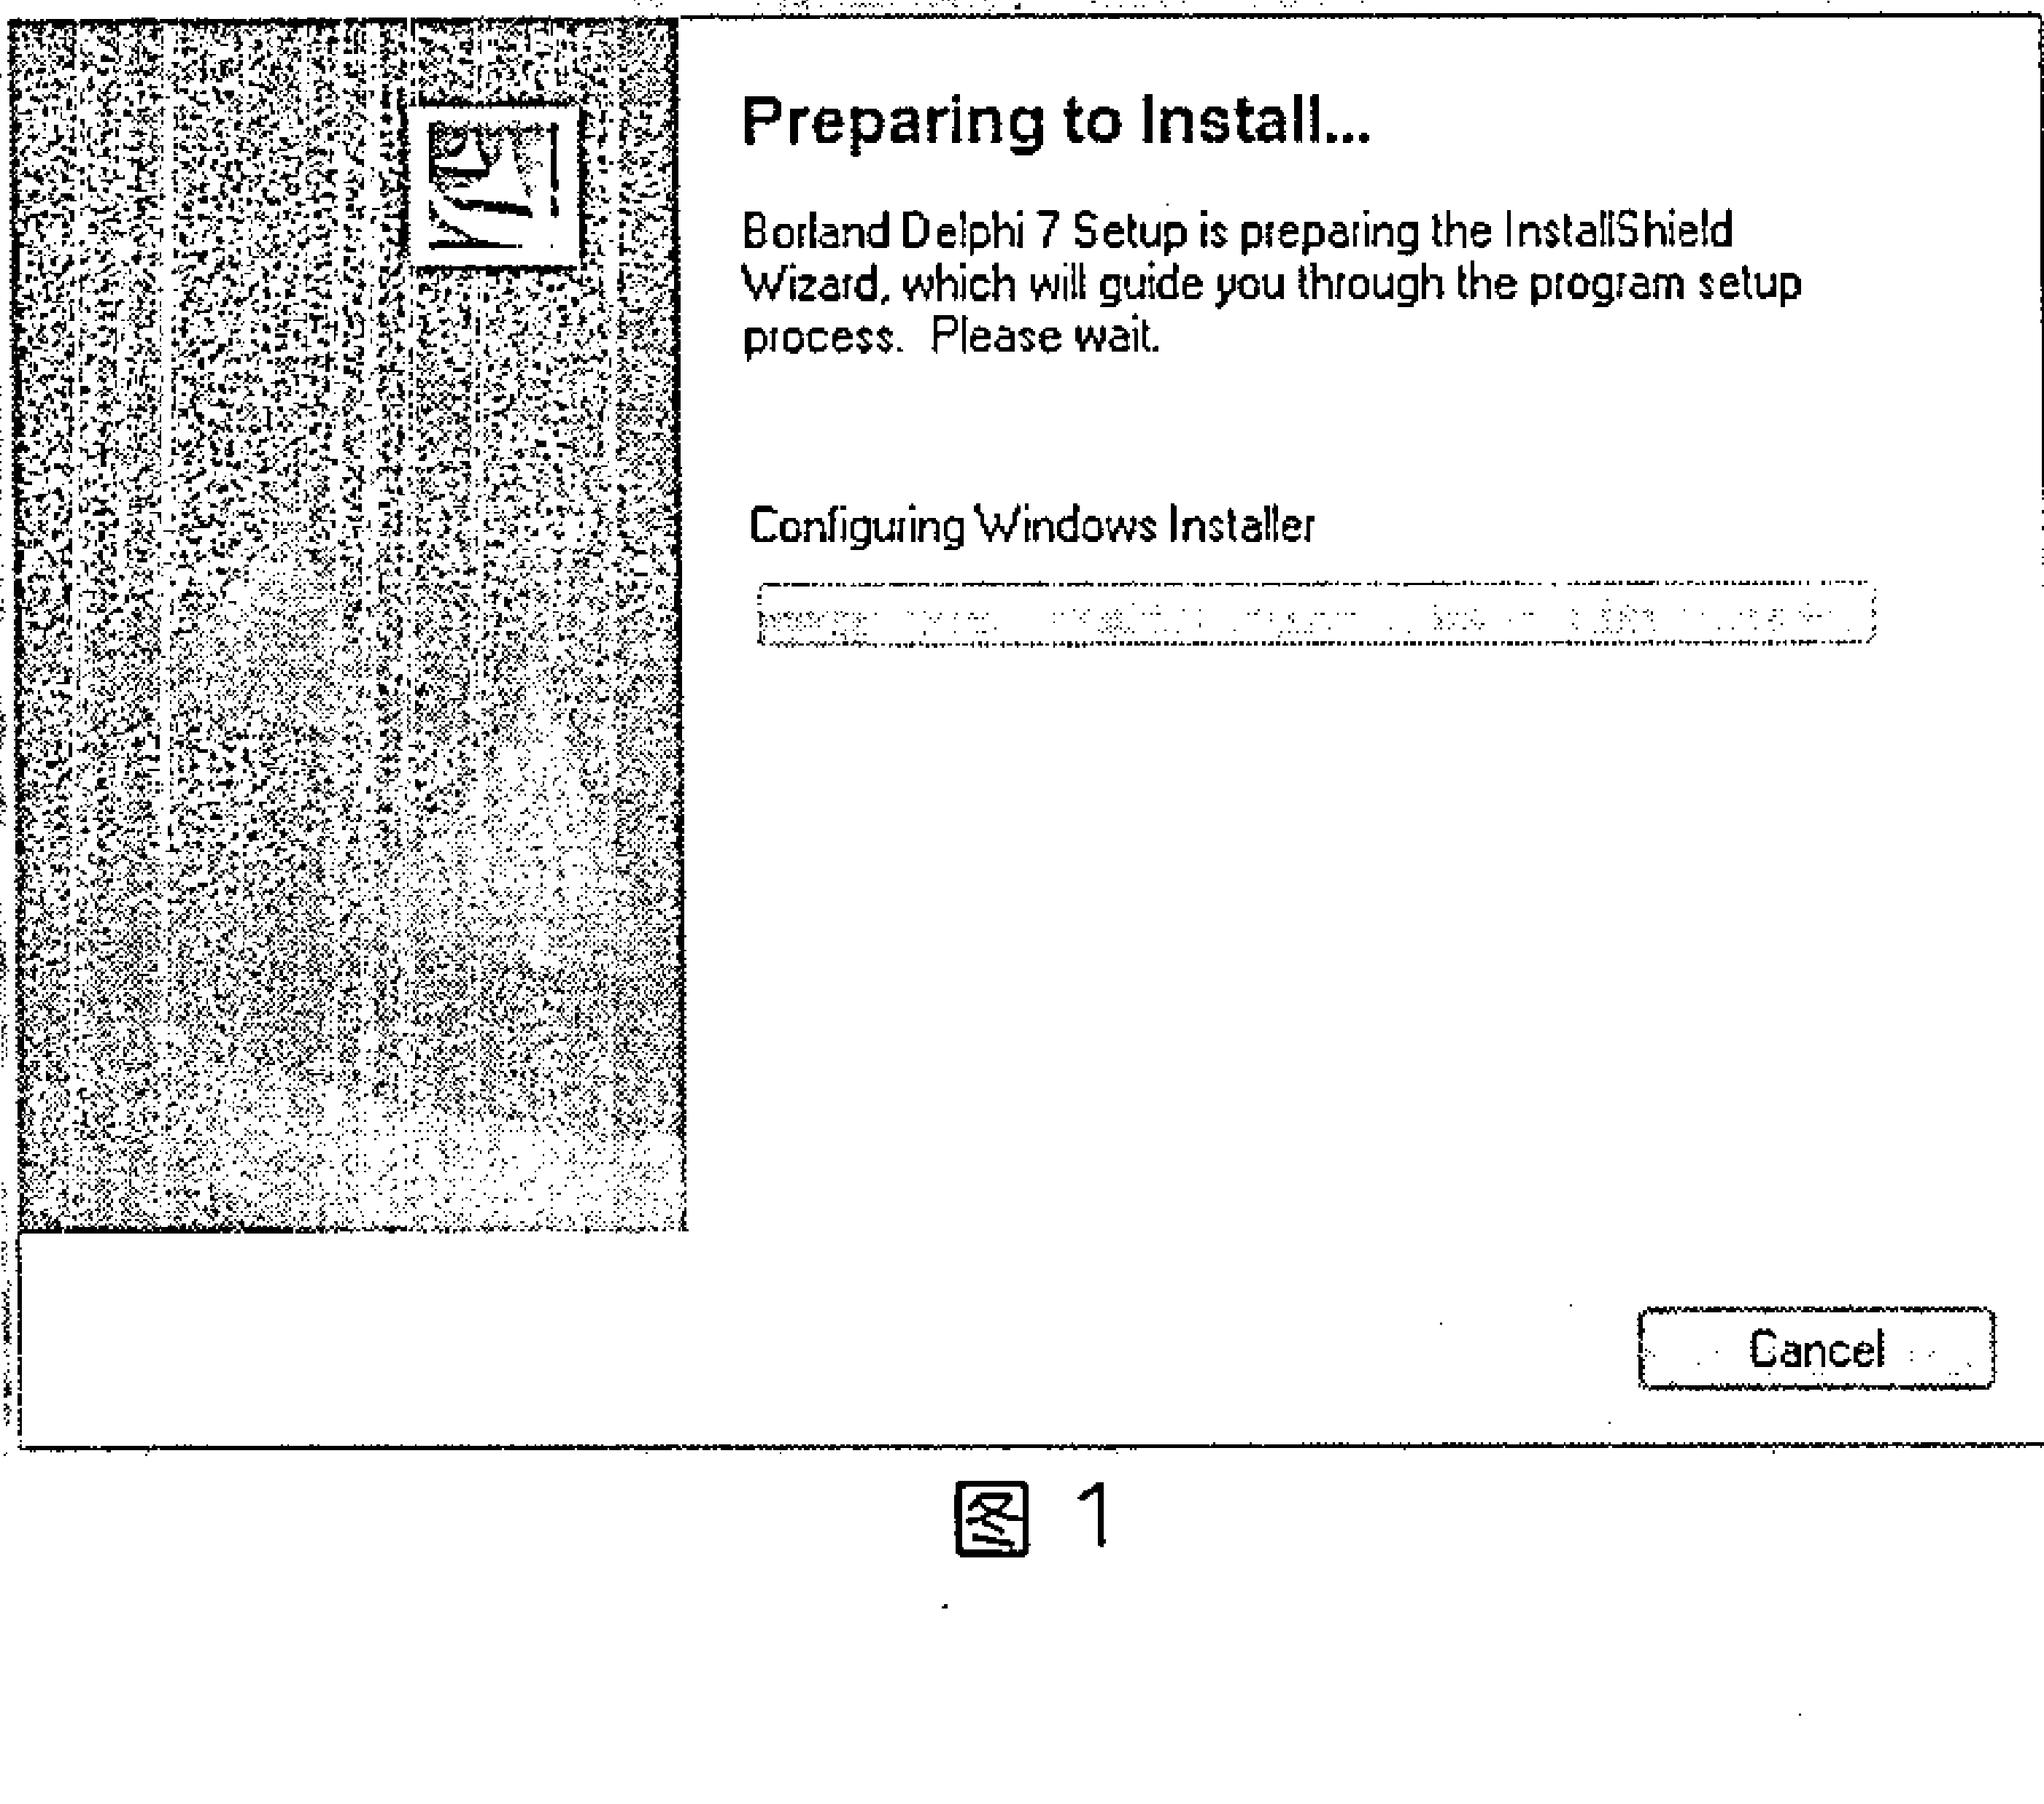 Preparing to Install...
Borland Delphi 7 Setup is preparing the InstallShield
Wizard, which will guide you through the program setup
process.  Please wait.
Configuring Windows Installer
Cancel
图 1